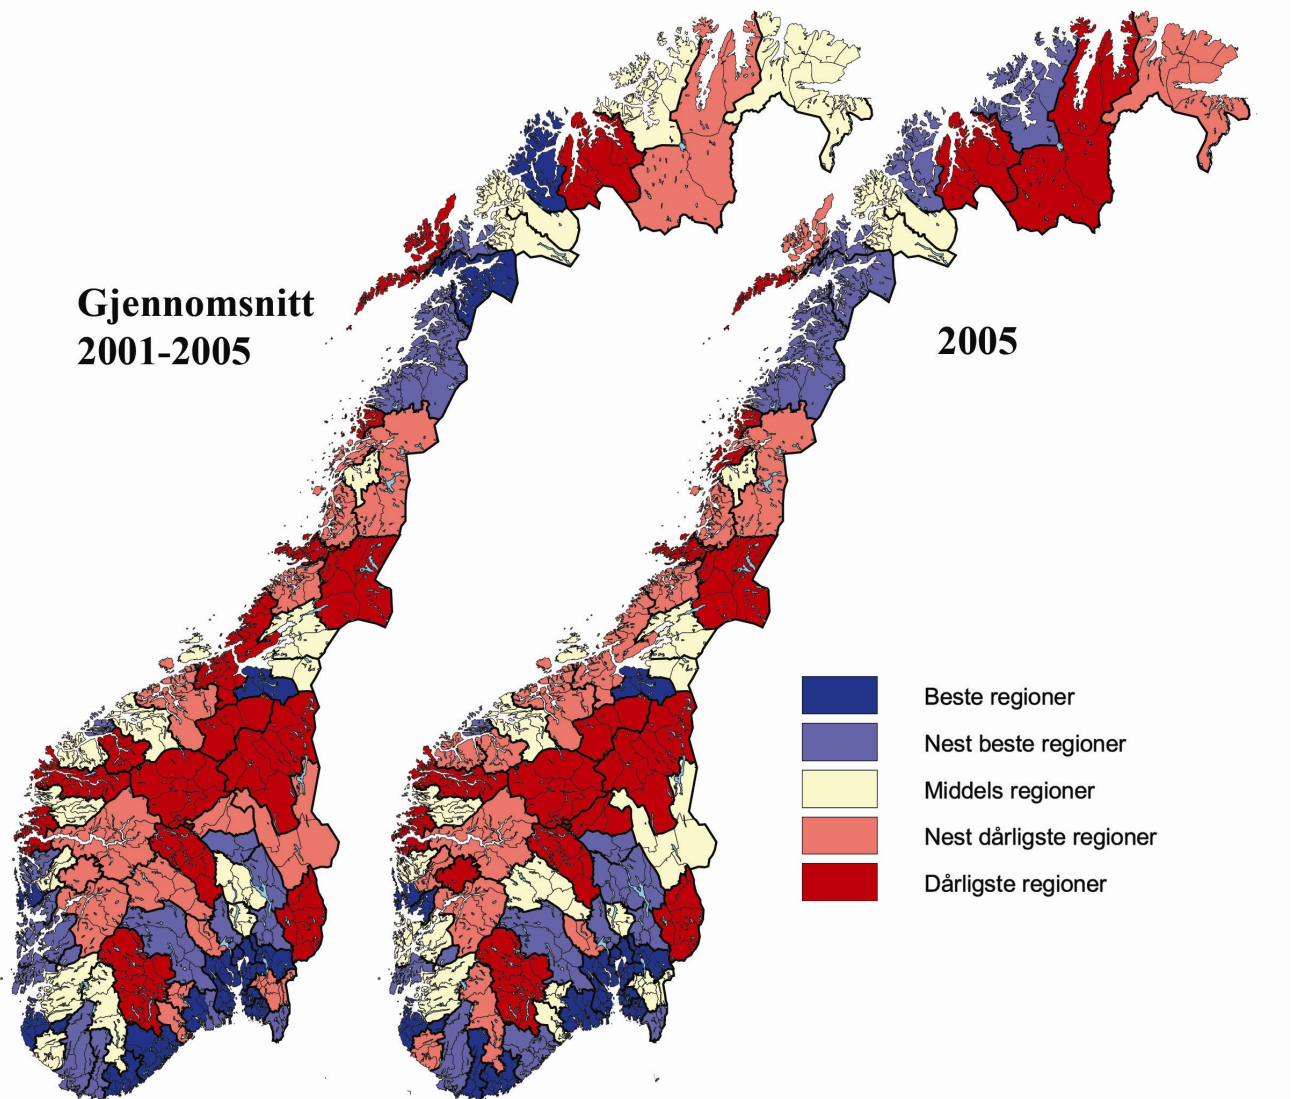 Gjennomsnitt
2001-2005
2005
Beste regioner
Nest beste regioner
Middels regioner
Nest dårligste regioner
Dårligste regioner